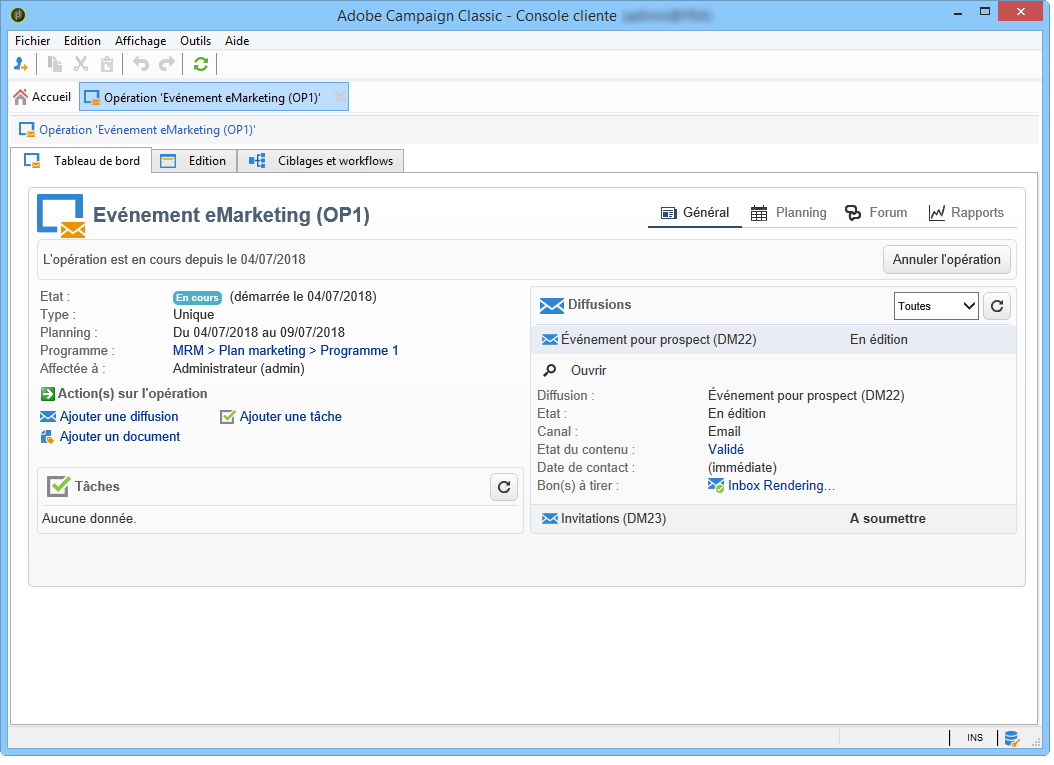 Adobe Campaign Classic - Console cliente
Fichier Edition Affichage Outils Aide
Accueil Opération 'Evénement eMarketing (OP1)'
Opération 'Evénement eMarketing (OP1)'
Tableau de bord Edition Ciblages et workflows
Evénement eMarketing (OP1)
Général Planning Forum Rapports
L'opération est en cours depuis le 04/07/2018 Annuler l'opération
Etat : En cours (démarrée le 04/07/2018)
Type : Unique
Planning : Du 04/07/2018 au 09/07/2018
Programme : MRM > Plan marketing > Programme 1
Affectée à : Administrateur (admin)
Action(s) sur l'opération
Ajouter une diffusion Ajouter une tâche
Ajouter un document
Tâches
Aucune donnée.
Diffusions Toutes
Événement pour prospect (DM22) En édition
Ouvrir
Diffusion : Événement pour prospect (DM22)
Etat : En édition
Canal : Email
Etat du contenu : Validé
Date de contact : (immédiate)
Bon(s) à tirer : Inbox Rendering...
Invitations (DM23) A soumettre
INS